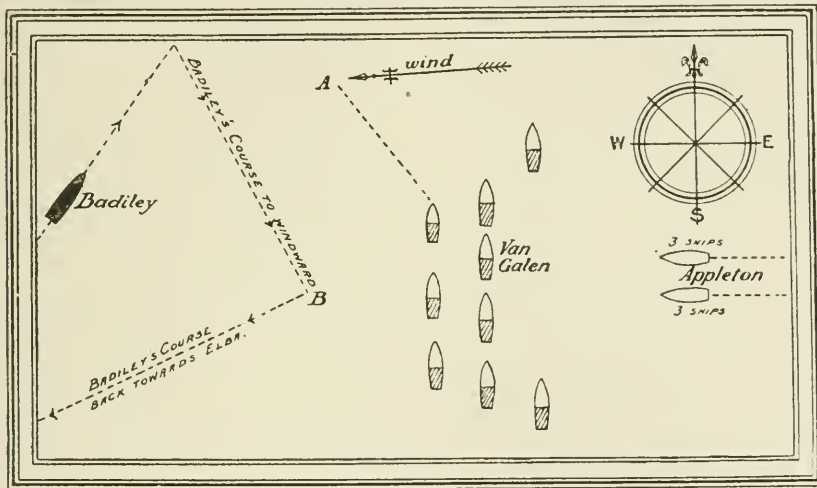 wind
A
BADILEY'S COURSE TO WINDWARD
Badiley
W
E
S
3 SHIPS
Appleton
3 SHIPS
Van
Galen
B
BADILEY'S COURSE
BACK TOWARDS ELBA.